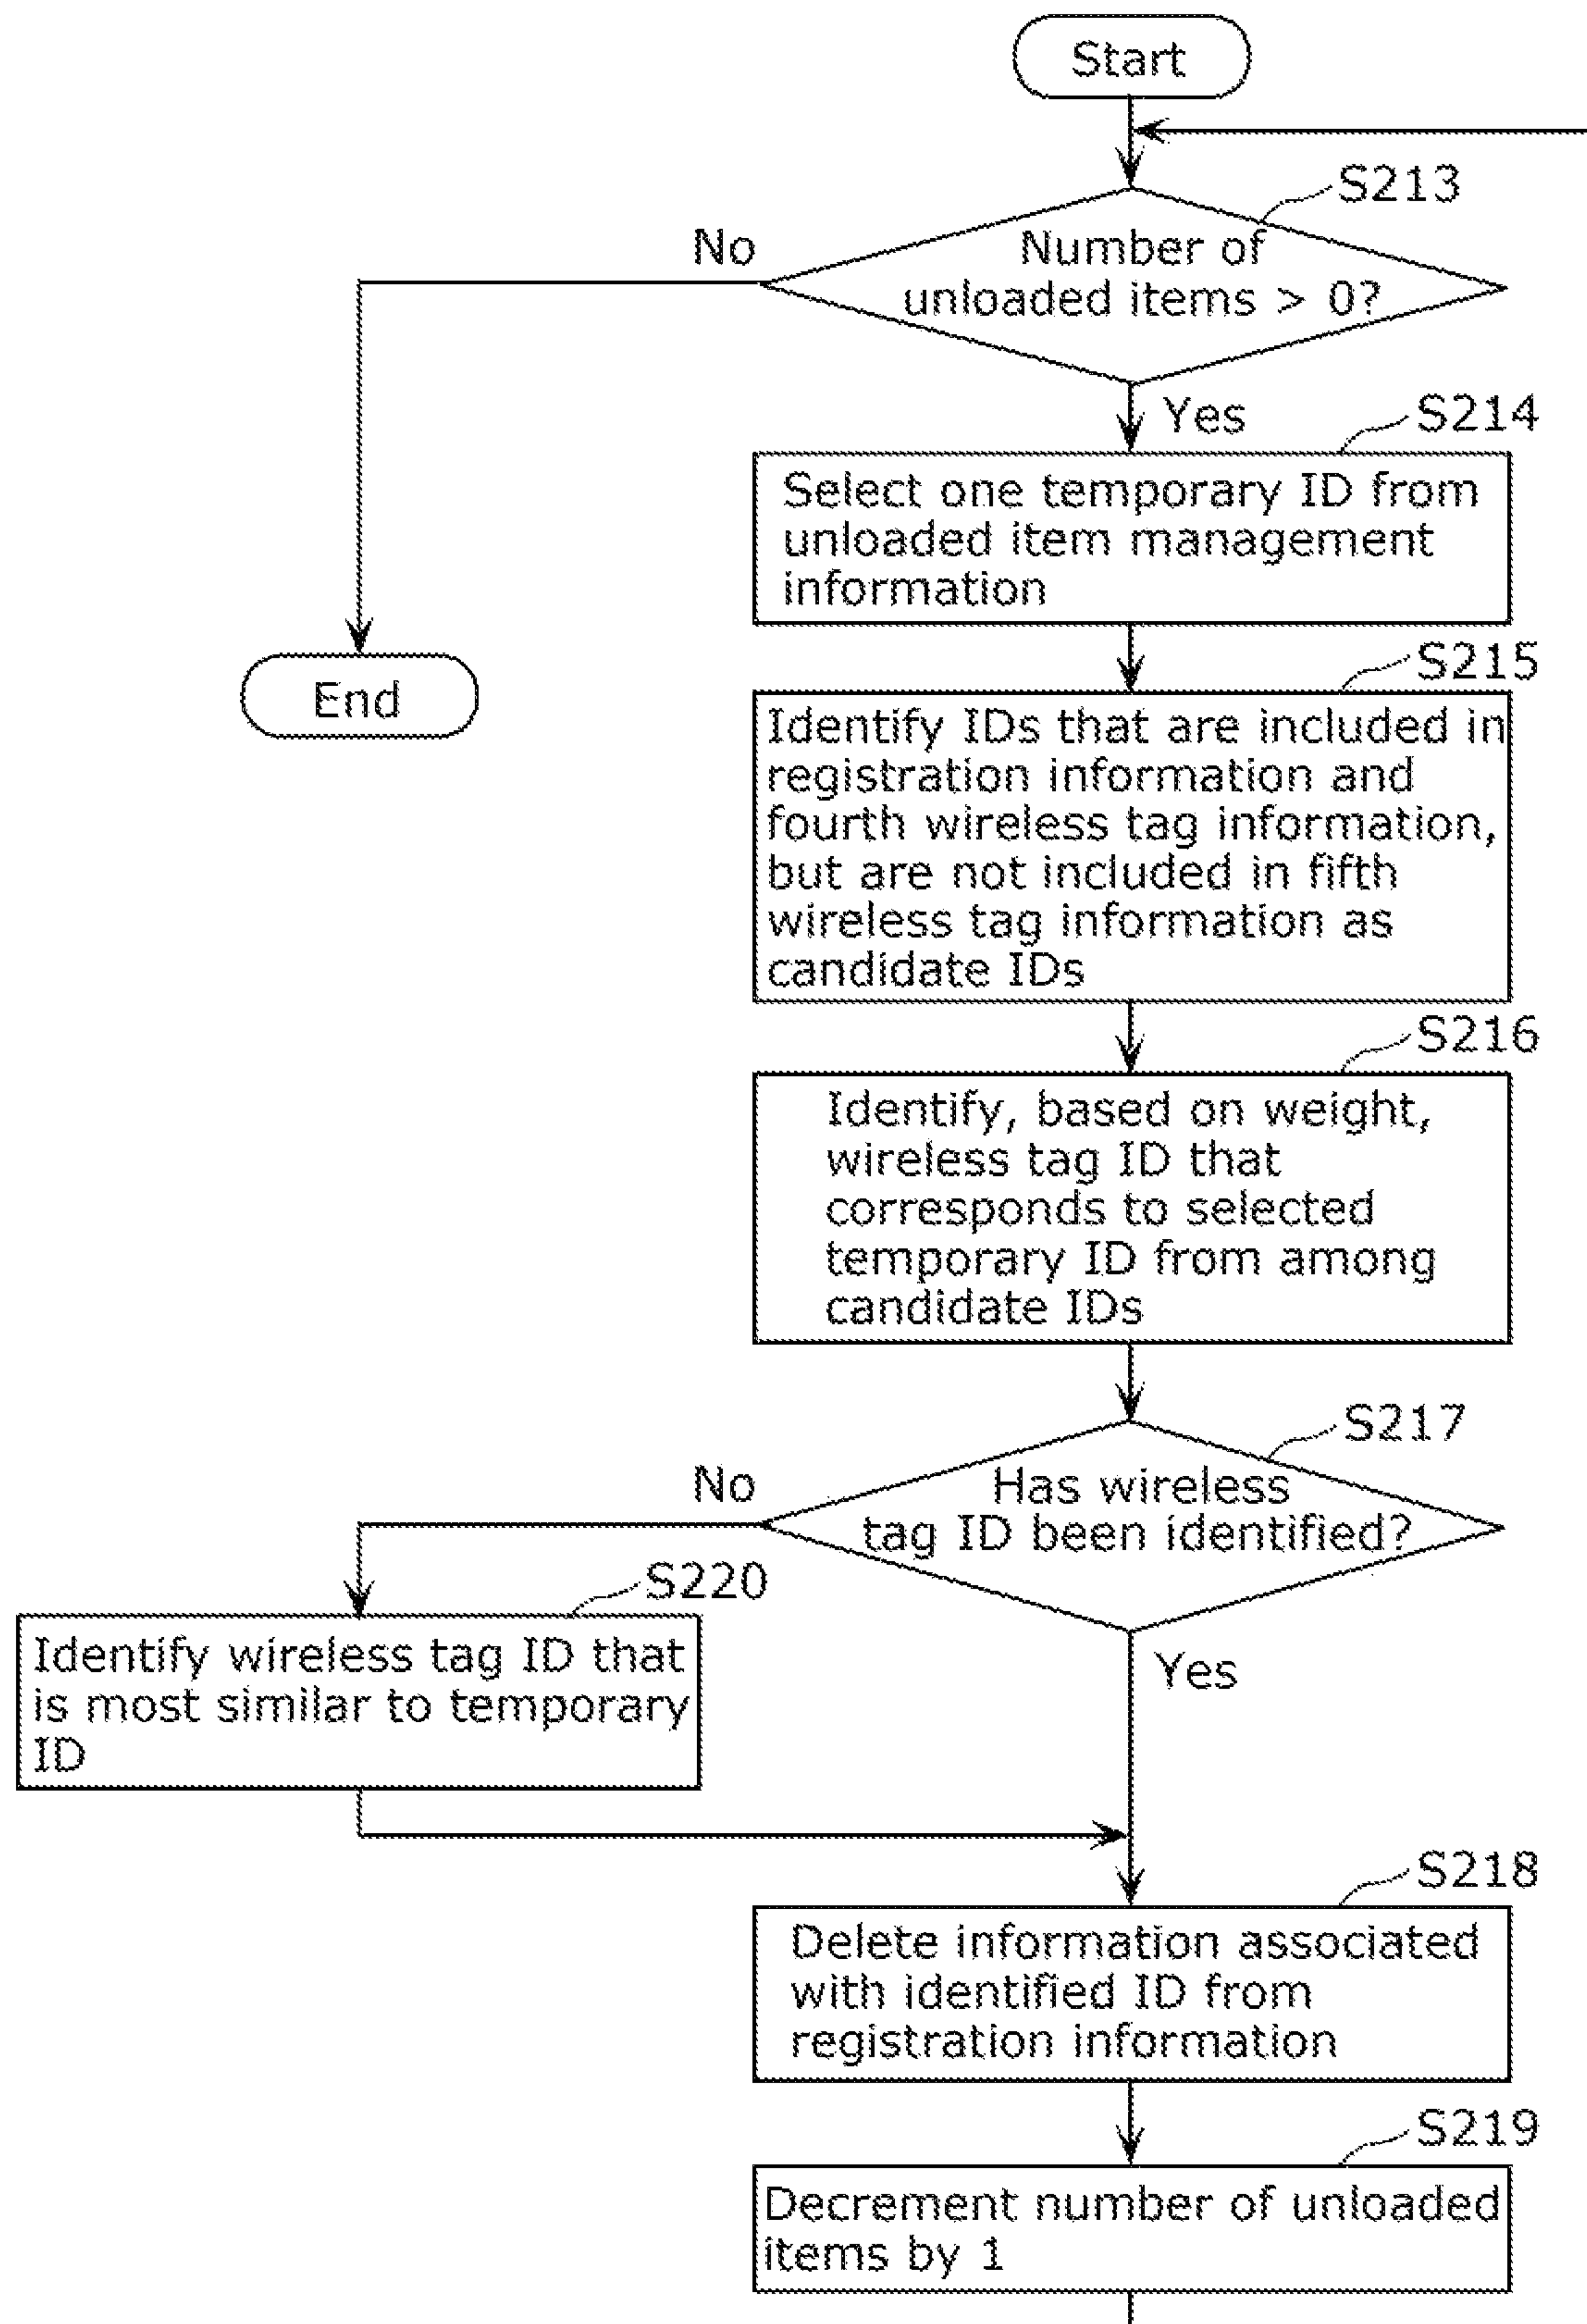 Start
S213
No
Number of
unloaded items > 0?
Yes
S214
Select one temporary ID from
unloaded item management
information
End
S215
Identify IDs that are included in
registration information and
fourth wireless tag information,
but are not included in fifth
wireless tag information as
candidate IDs
S216
Identify, based on weight,
wireless tag ID that
corresponds to selected
temporary ID from among
candidate IDs
S217
No
Has wireless
tag ID been identified?
S220
Identify wireless tag ID that
is most similar to temporary
ID
Yes
S218
Delete information associated
with identified ID from
registration information
S219
Decrement number of unloaded
items by 1